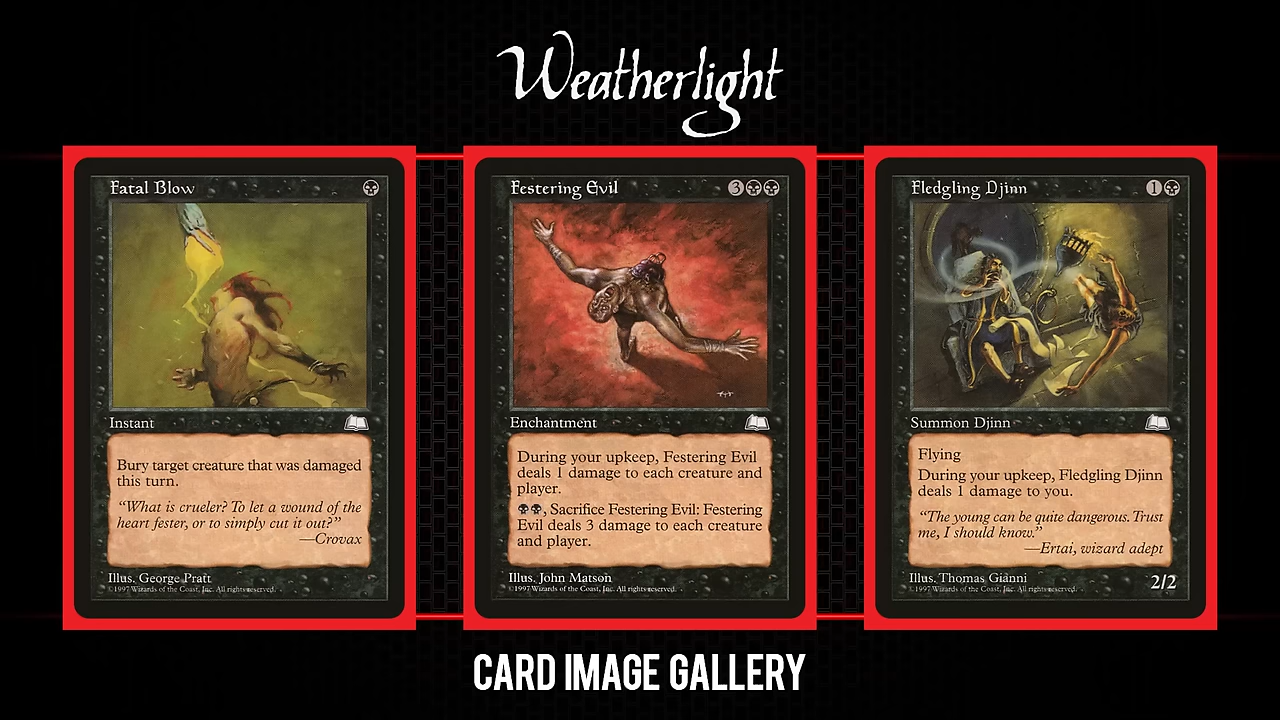 Weatherlight
Fatal Blow
Instant
Bury target creature that was damaged
this turn.
“What is crueler? To let a wound of the
heart fester, or to simply cut it out?”
—Crovax
Illus. George Pratt
©1997 Wizards of the Coast, Inc. All rights reserved.
Festering Evil
3
Enchantment
During your upkeep, Festering Evil
deals 1 damage to each creature and
player.
, Sacrifice Festering Evil: Festering
Evil deals 3 damage to each creature
and player.
Illus. John Matson
©1997 Wizards of the Coast, Inc. All rights reserved.
Fledgling Djinn
1
Summon Djinn
Flying
During your upkeep, Fledgling Djinn
deals 1 damage to you.
“The young can be quite dangerous. Trust
me, I should know.”
—Ertai, wizard adept
Illus. Thomas Gianni
©1997 Wizards of the Coast, Inc. All rights reserved.
2/2
CARD IMAGE GALLERY